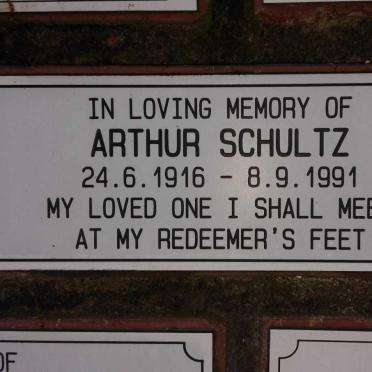 IN LOVING MEMORY OF
ARTHUR SCHULTZ
24.6.1916 - 8.9.1991
MY LOVED ONE I SHALL
AT MY REDEEMER'S FEET
OF